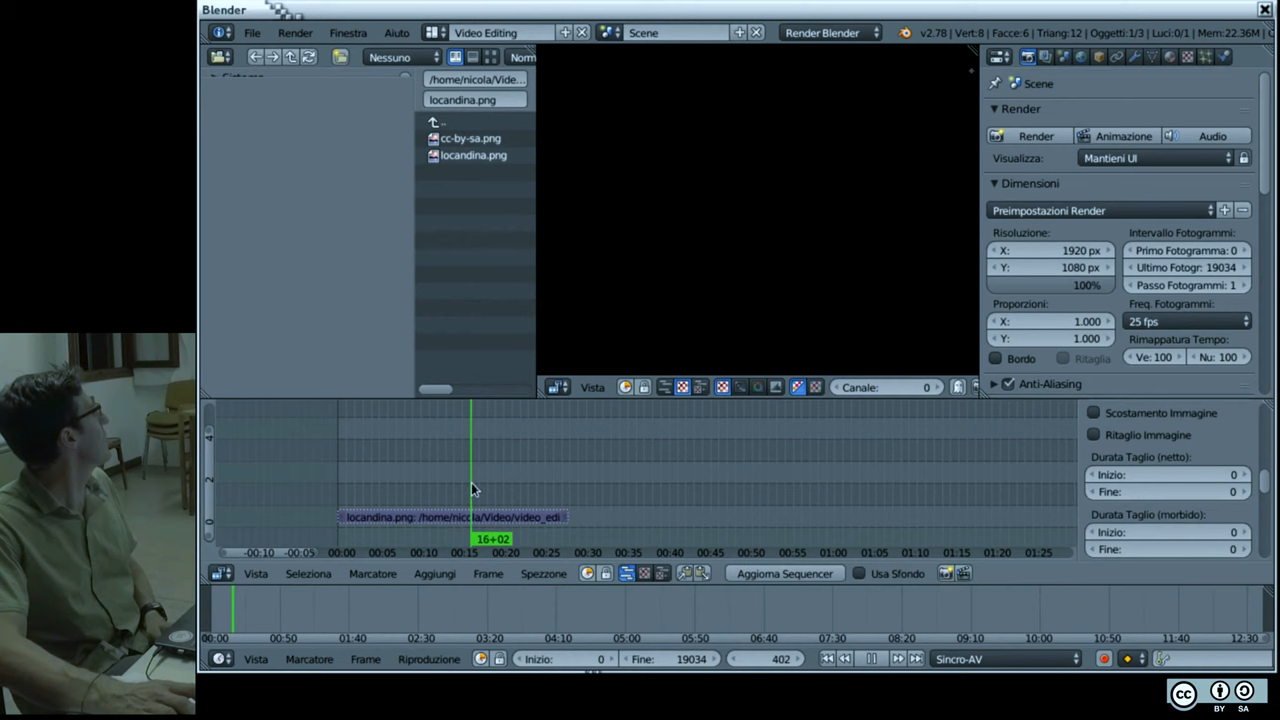 Blender
File Render Finestra Aiuto Video Editing Scene Render Blender v2.78 | Vert:8 | Facce:6 | Triang:12 | Oggetti:1/3 | Luci:0/1 | Mem:22.36M
Nessuno Norm
/home/nicola/Vide...
locandina.png
..
cc-by-sa.png
locandina.png
Scene
Render
Render Animazione Audio
Visualizza: Mantieni UI
Dimensioni
Preimpostazioni Render
Risoluzione: Intervallo Fotogrammi:
X: 1920 px Primo Fotogramma: 0
Y: 1080 px Ultimo Fotogr: 19034
100% Passo Fotogrammi: 1
Proporzioni: Freq. Fotogrammi:
X: 1.000 25 fps
Y: 1.000 Rimappatura Tempo:
Bordo Ritaglia Ve: 100 Nu: 100
Anti-Aliasing
Vista Canale: 0
Scostamento Immagine
Ritaglio Immagine
Durata Taglio (netto):
Inizio: 0
Fine: 0
Durata Taglio (morbido):
Inizio: 0
Fine: 0
4
2
0
locandina.png: /home/nicola/Video/video_edi
16+02
-00:10 -00:05 00:00 00:05 00:10 00:15 00:20 00:25 00:30 00:35 00:40 00:45 00:50 00:55 01:00 01:05 01:10 01:15 01:20 01:25
Vista Seleziona Marcatore Aggiungi Frame Spezzone Aggiorna Sequencer Usa Sfondo
00:00 00:50 01:40 02:30 03:20 04:10 05:00 05:50 06:40 07:30 08:20 09:10 10:00 10:50 11:40 12:30
Vista Marcatore Frame Riproduzione Inizio: 0 Fine: 19034 402 Sincro-AV
cc
BY SA